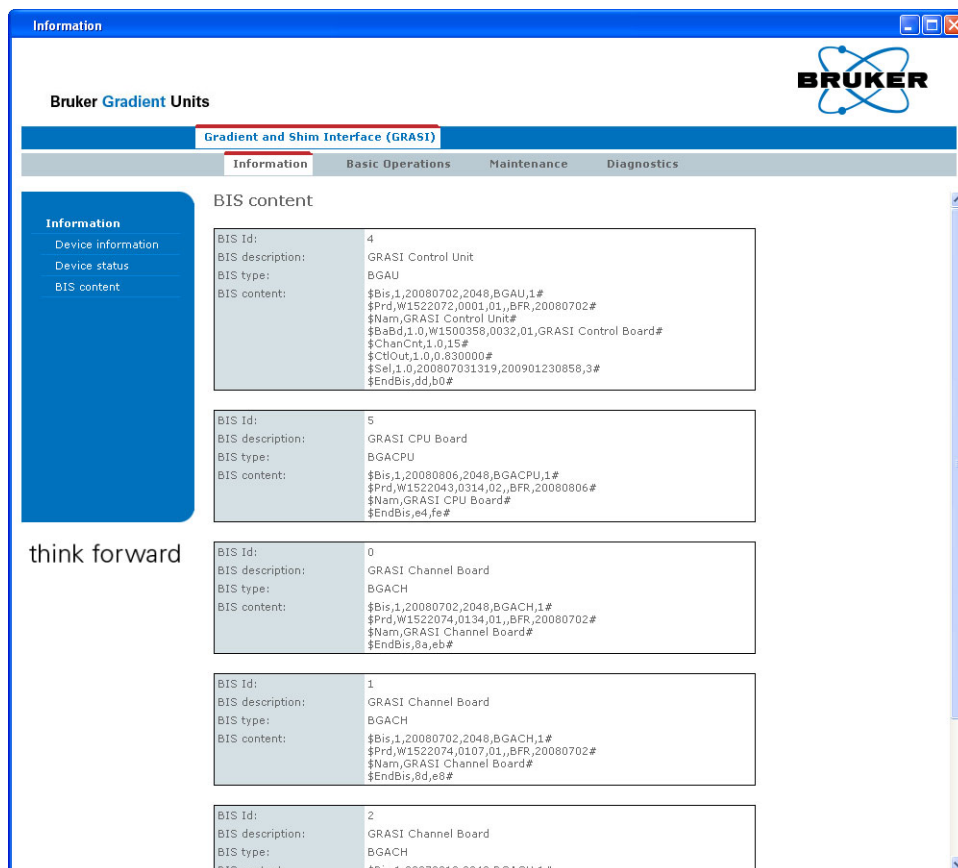 Information
BRUKER
Bruker Gradient Units
Gradient and Shim Interface (GRASI)
Information Basic Operations Maintenance Diagnostics
Information
Device information
Device status
BIS content
think forward
BIS content
BIS Id: 4
BIS description: GRASI Control Unit
BIS type: BGAU
BIS content: $Bis,1,20080702,2048,BGAU,1#
$Prd,W1522072,0001,01,,BFR,20080702#
$Nam,GRASI Control Unit#
$BaBd,1.0,W1500358,0032,01,GRASI Control Board#
$ChanCnt,1.0,15#
$CtlOut,1.0,0.830000#
$Sel,1.0,200807031319,200901230858,3#
$EndBis,dd,b0#
BIS Id: 5
BIS description: GRASI CPU Board
BIS type: BGACPU
BIS content: $Bis,1,20080806,2048,BGACPU,1#
$Prd,W1522043,0314,02,,BFR,20080806#
$Nam,GRASI CPU Board#
$EndBis,e4,fe#
BIS Id: 0
BIS description: GRASI Channel Board
BIS type: BGACH
BIS content: $Bis,1,20080702,2048,BGACH,1#
$Prd,W1522074,0134,01,,BFR,20080702#
$Nam,GRASI Channel Board#
$EndBis,8a,eb#
BIS Id: 1
BIS description: GRASI Channel Board
BIS type: BGACH
BIS content: $Bis,1,20080702,2048,BGACH,1#
$Prd,W1522074,0107,01,,BFR,20080702#
$Nam,GRASI Channel Board#
$EndBis,8d,e8#
BIS Id: 2
BIS description: GRASI Channel Board
BIS type: BGACH